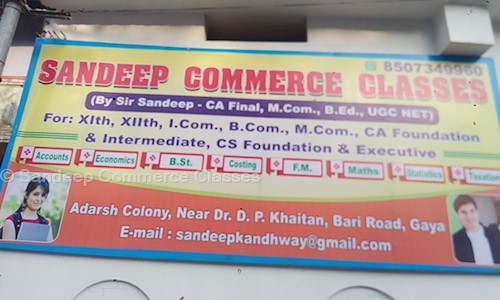 8507349960
SANDEEP COMMERCE CLASSES
(By Sir Sandeep - CA Final, M.Com., B.Ed., UGC NET)
For: XIth, XIIth, I.Com., B.Com., M.Com., CA Foundation
& Intermediate, CS Foundation & Executive
Accounts Economics B.St. Costing F.M. Maths Statistics Taxation
© Sandeep Commerce Classes
Adarsh Colony, Near Dr. D. P. Khaitan, Bari Road, Gaya
E-mail : sandeepkandhway@gmail.com